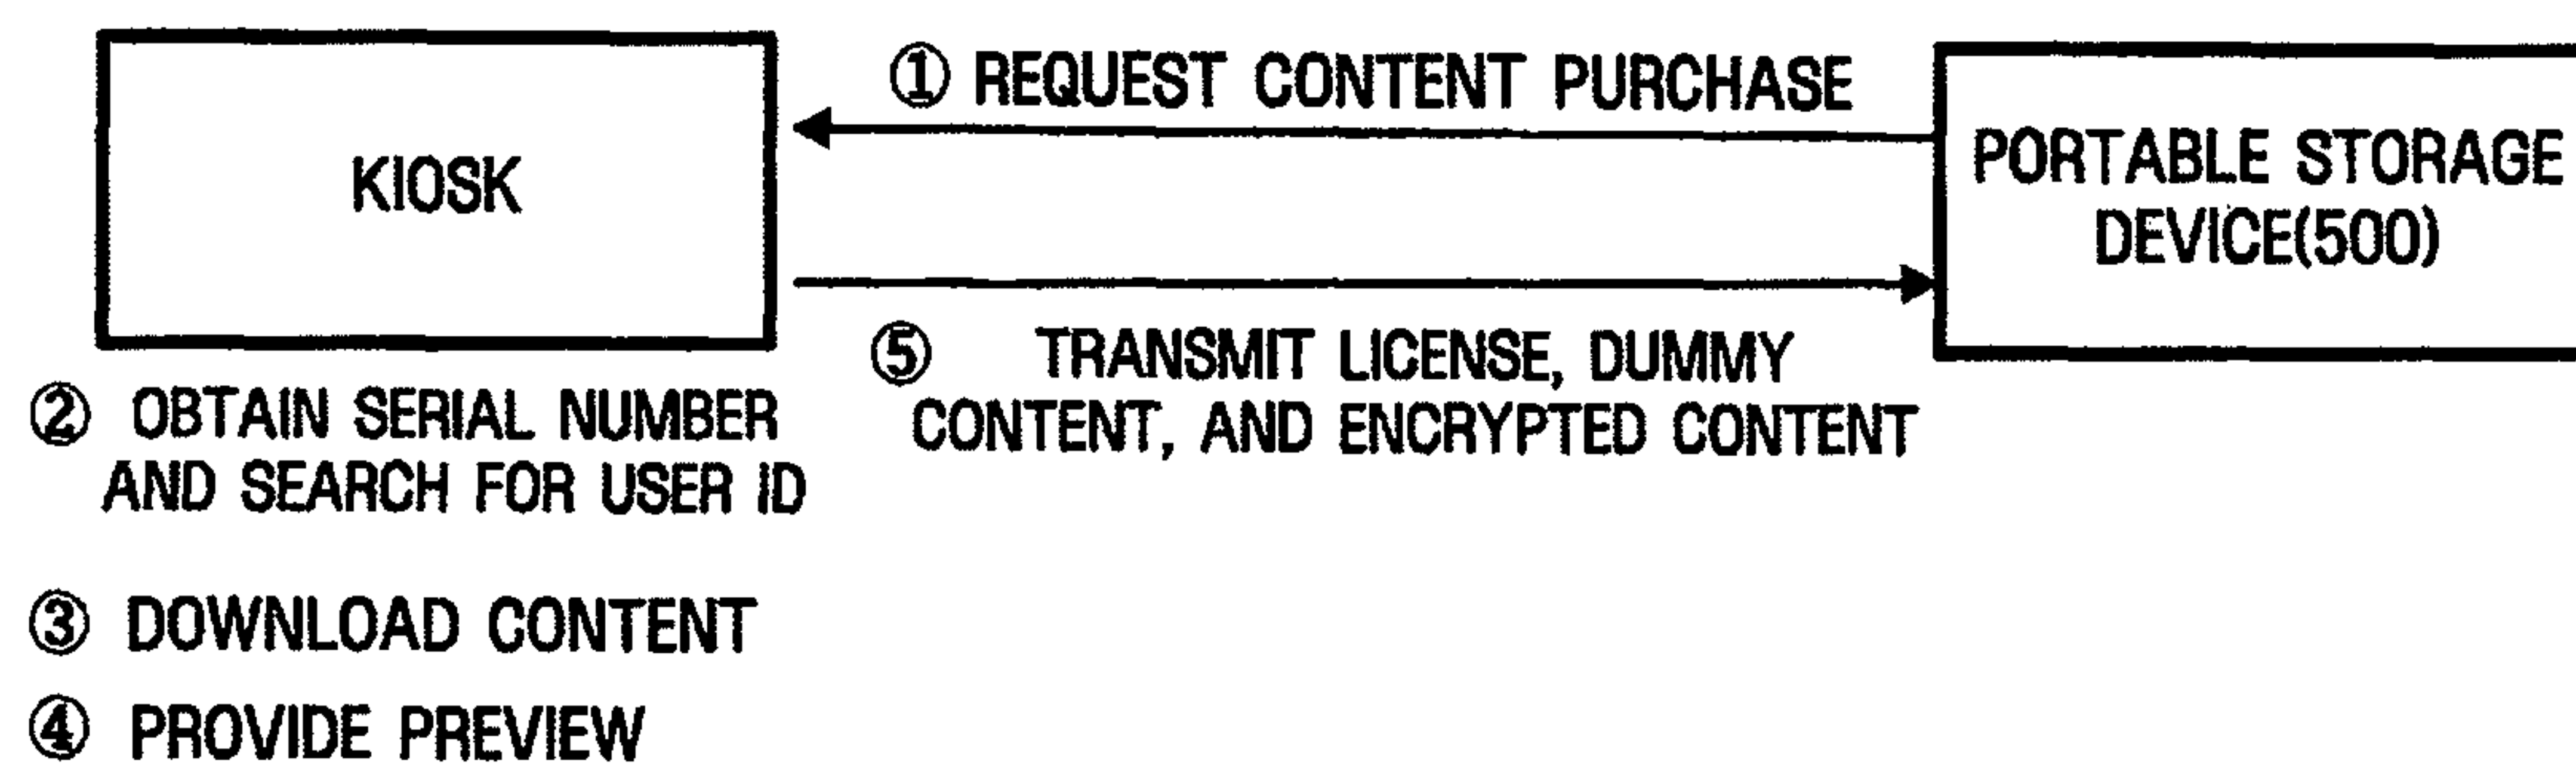 KIOSK
① REQUEST CONTENT PURCHASE
PORTABLE STORAGE
DEVICE(500)
⑤ TRANSMIT LICENSE, DUMMY
CONTENT, AND ENCRYPTED CONTENT
② OBTAIN SERIAL NUMBER
AND SEARCH FOR USER ID
③ DOWNLOAD CONTENT
④ PROVIDE PREVIEW